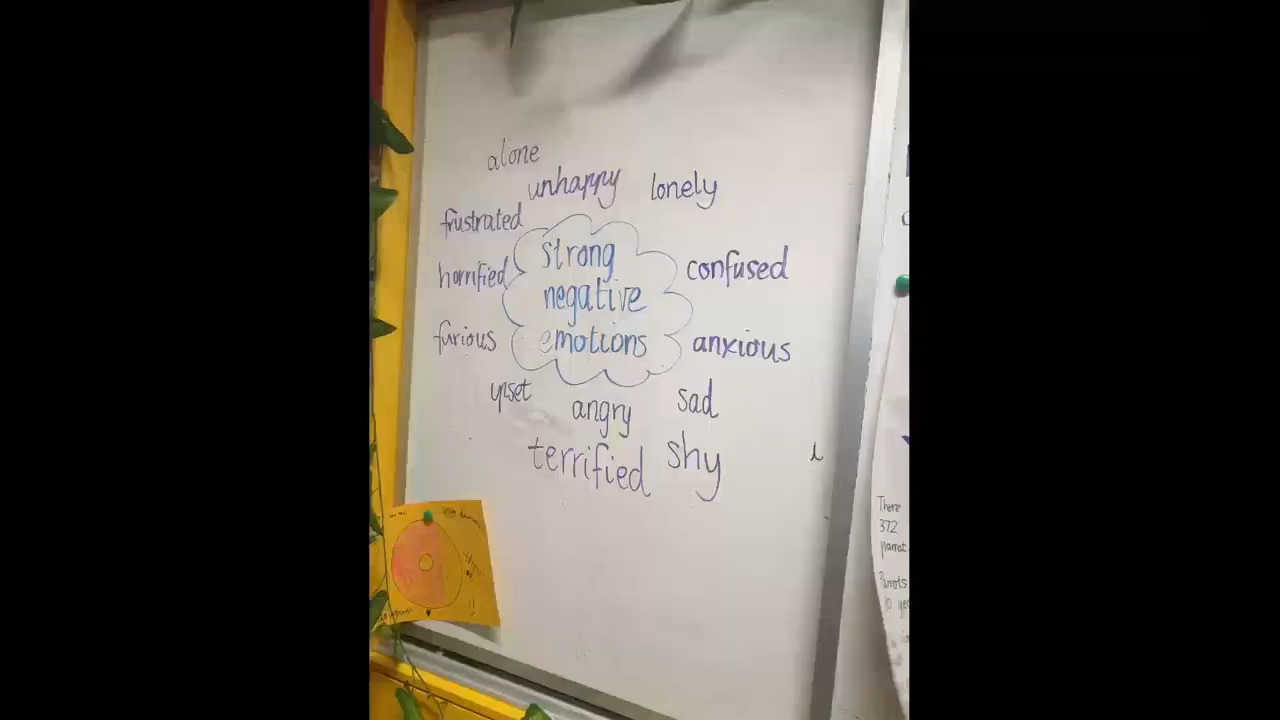 alone
unhappy
lonely
frustrated
strong
negative
emotions
horrified
confused
furious
anxious
upset
angry
sad
terrified
shy
There
372
parrot
Parrots